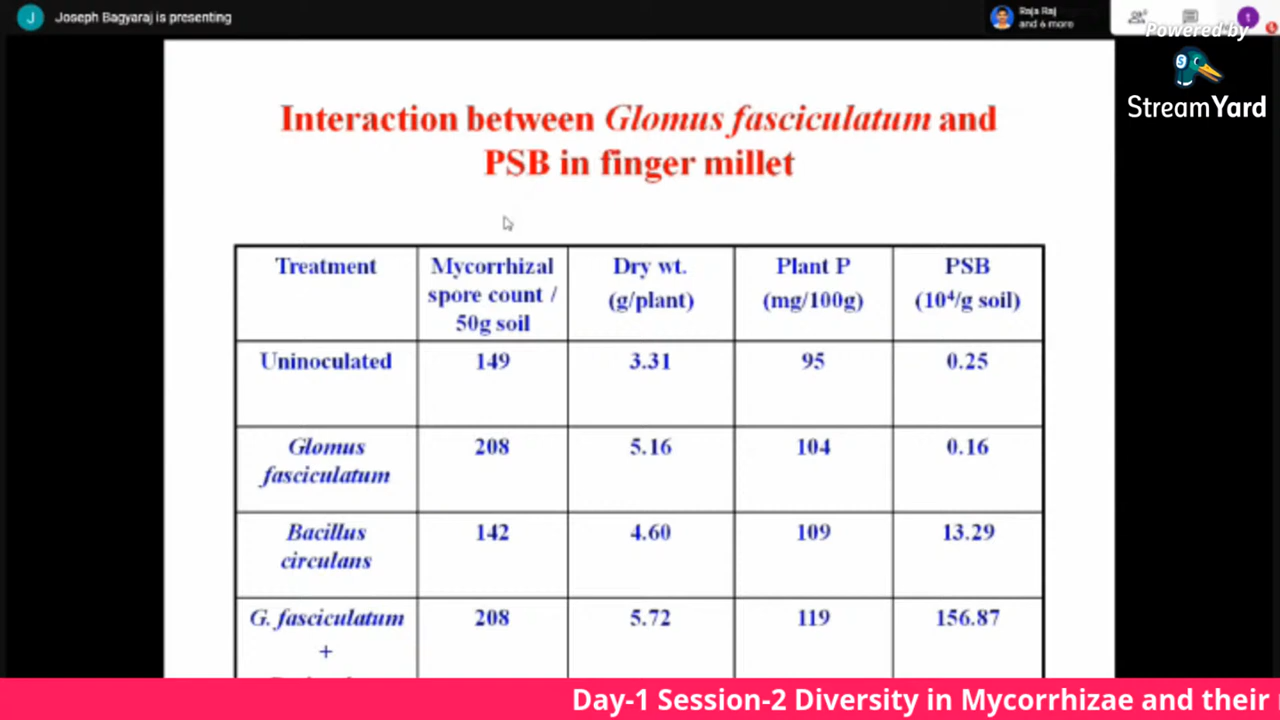 Joseph Bagyaraj is presenting
Raja Raj
and 6 more
Powered by
StreamYard
Interaction between Glomus fasciculatum and
PSB in finger millet
Treatment
Mycorrhizal
spore count /
50g soil
Dry wt.
(g/plant)
Plant P
(mg/100g)
PSB
(10⁴/g soil)
Uninoculated
149
3.31
95
0.25
Glomus
fasciculatum
208
5.16
104
0.16
Bacillus
circulans
142
4.60
109
13.29
G. fasciculatum
+
208
5.72
119
156.87
Day-1 Session-2 Diversity in Mycorrhizae and their